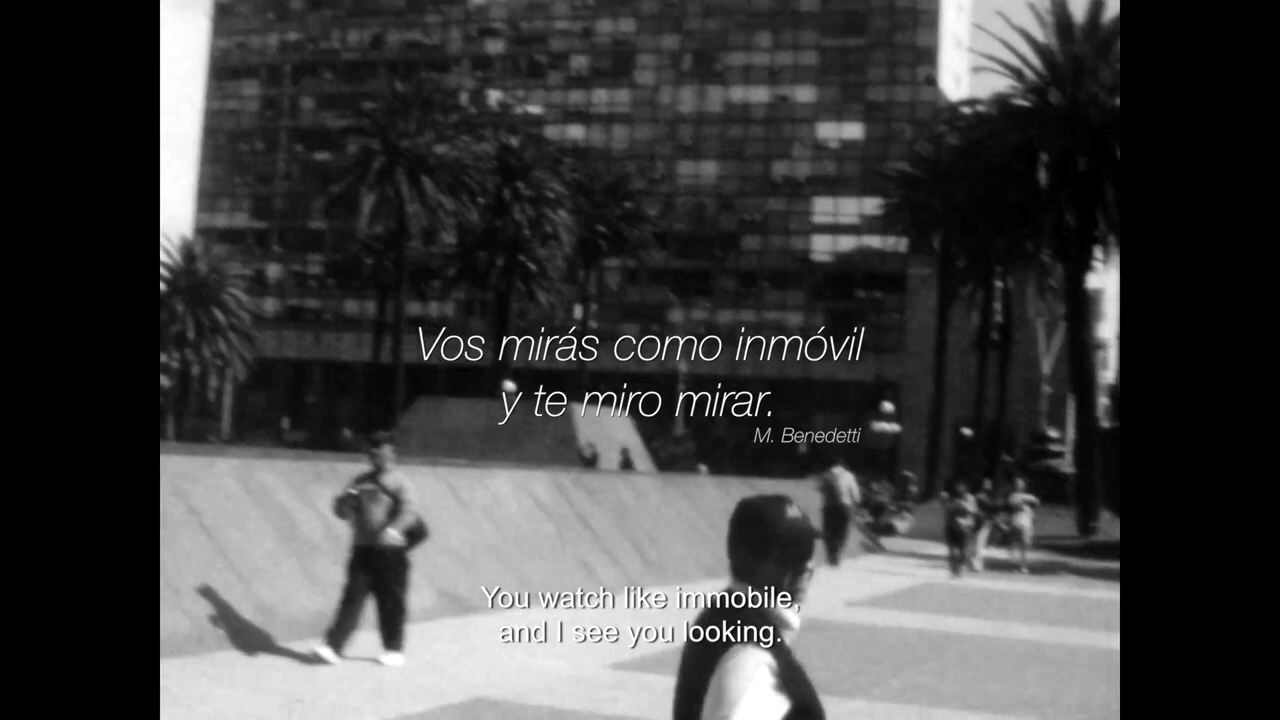 Vos mirás como inmóvil
y te miro mirar.
M. Benedetti
You watch like immobile,
and I see you looking.